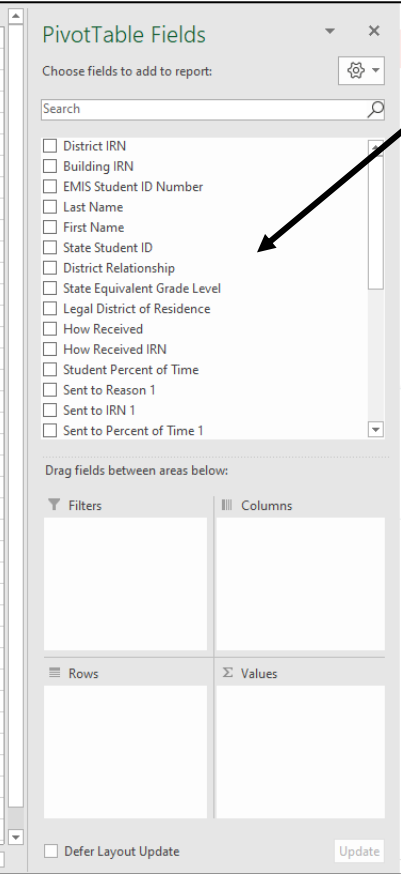 PivotTable Fields
Choose fields to add to report:
Search
District IRN
Building IRN
EMIS Student ID Number
Last Name
First Name
State Student ID
District Relationship
State Equivalent Grade Level
Legal District of Residence
How Received
How Received IRN
Student Percent of Time
Sent to Reason 1
Sent to IRN 1
Sent to Percent of Time 1
Drag fields between areas below:
Filters
Columns
Rows
Σ Values
Defer Layout Update
Update